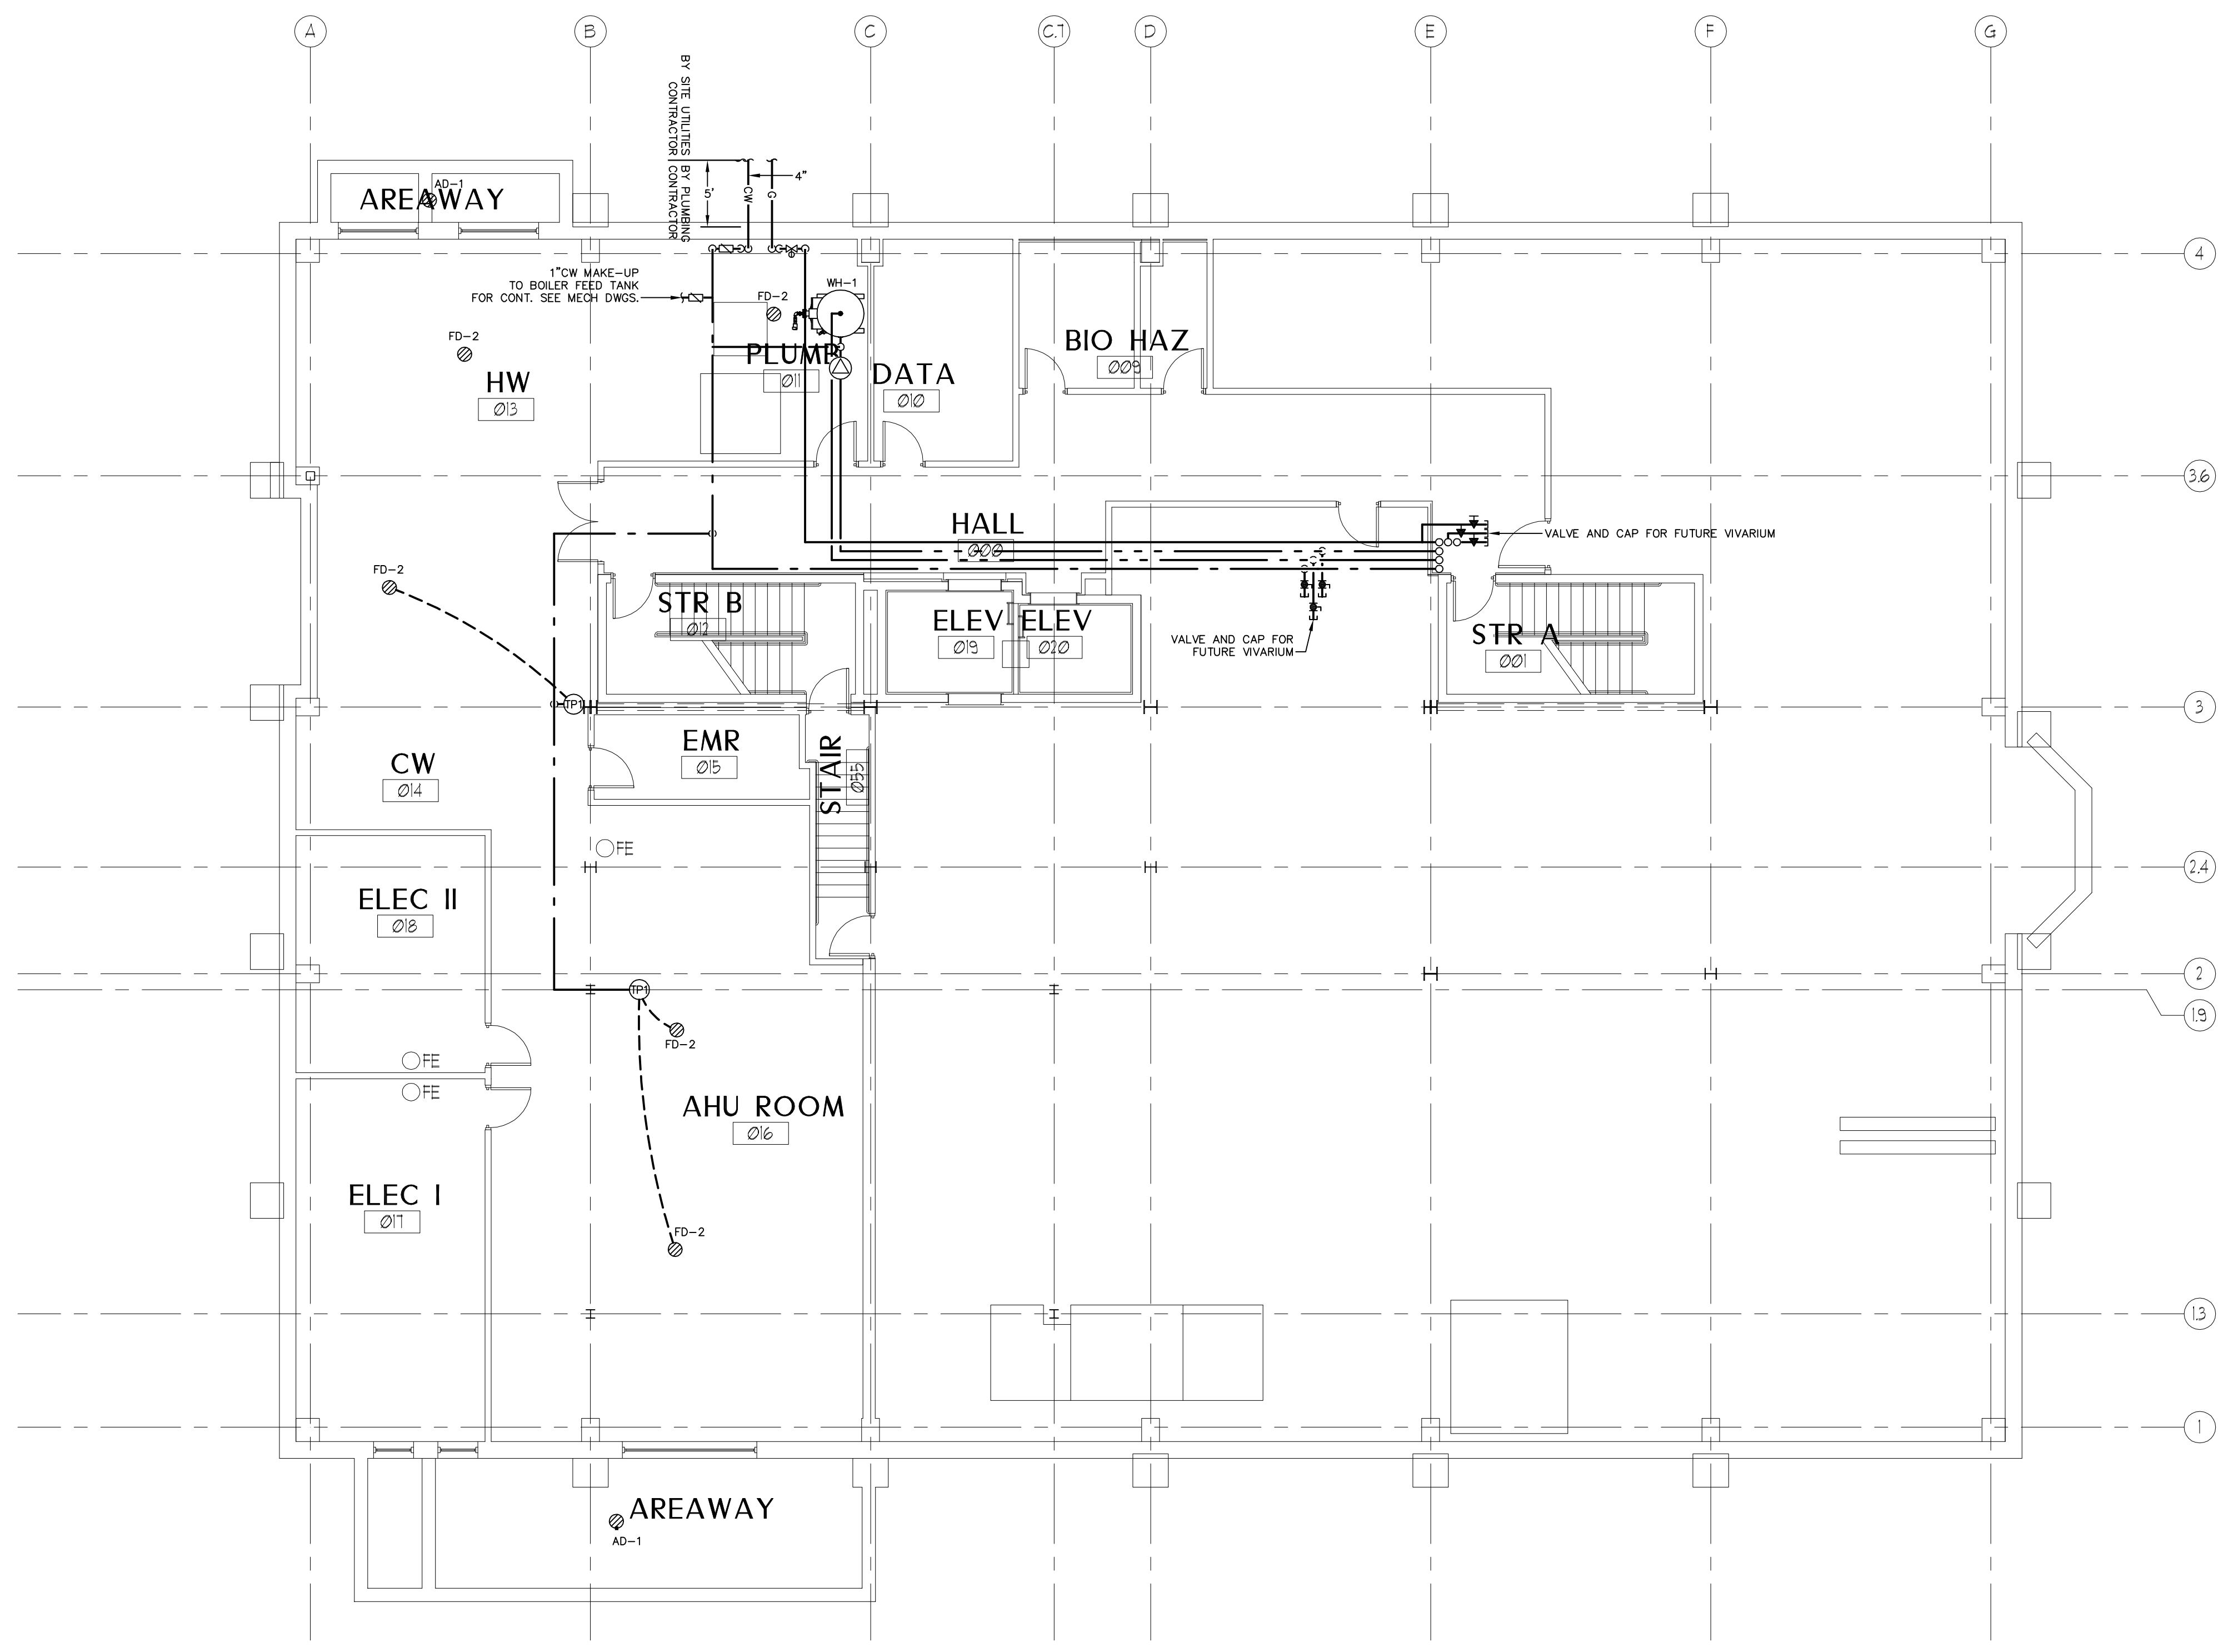 A
B
C
C.7
D
E
F
G
BY SITE UTILITIES
CONTRACTOR
BY PLUMBING
CONTRACTOR
5'
CW
G
4"
AD-1
AREAWAY
4
1"CW MAKE-UP
TO BOILER FEED TANK
FOR CONT. SEE MECH DWGS.
FD-2
WH-1
FD-2
HW
013
PLUMB
011
DATA
010
BIO HAZ
009
3.6
HALL
000
VALVE AND CAP FOR FUTURE VIVARIUM
FD-2
STR B
012
ELEV
019
ELEV
020
VALVE AND CAP FOR
FUTURE VIVARIUM
STR A
001
TP1
3
CW
014
EMR
015
STAIR
055
FE
2.4
ELEC II
018
2
TP1
1.9
FD-2
FE
FE
AHU ROOM
016
ELEC I
017
FD-2
1.3
1
AREAWAY
AD-1